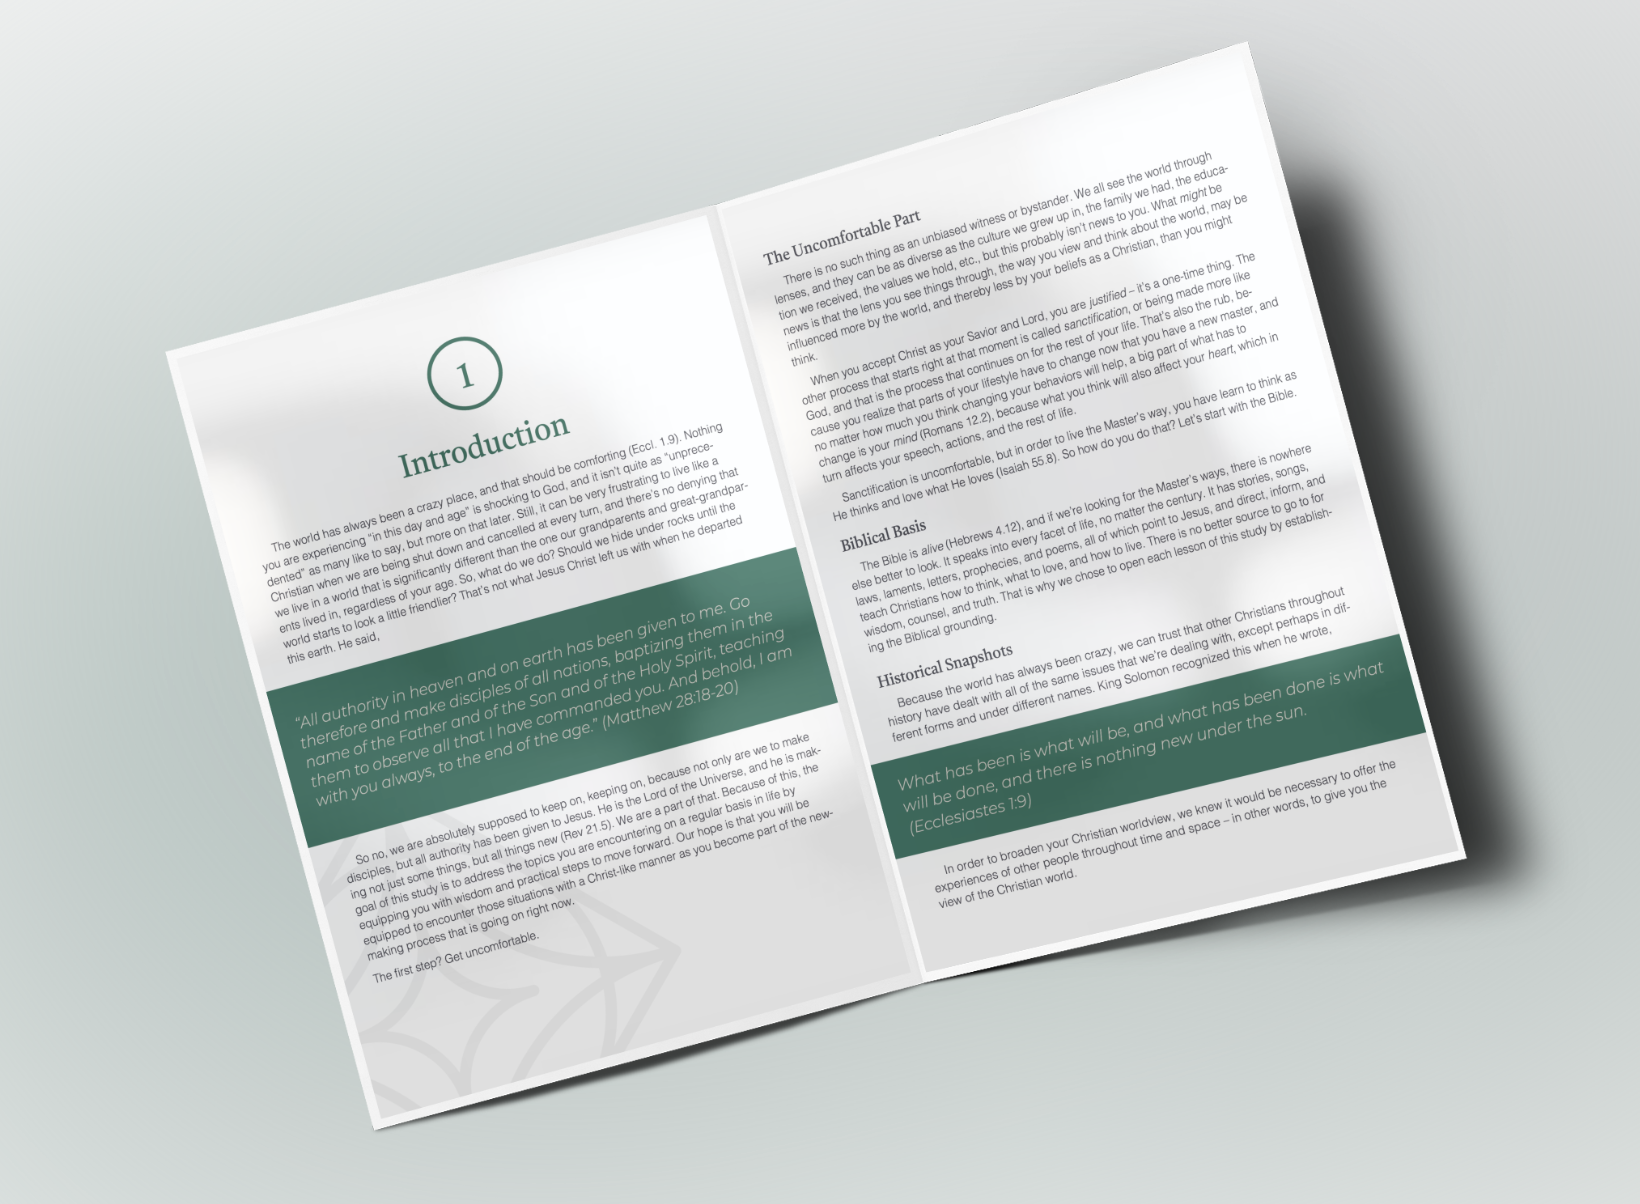 1
Introduction
The world has always been a crazy place, and that should be comforting (Eccl. 1.9). Nothing
you are experiencing "in this day and age" is shocking to God, and it isn't quite as "unprece-
dented" as many like to say, but more on that later. Still, it can be very frustrating to live like a
Christian when we are being shut down and cancelled at every turn, and there's no denying that
we live in a world that is significantly different than the one our grandparents and great-grandpar-
ents lived in, regardless of your age. So, what do we do? Should we hide under rocks until the
world starts to look a little friendlier? That's not what Jesus Christ left us with when he departed
this earth. He said,
"All authority in heaven and on earth has been given to me. Go
therefore and make disciples of all nations, baptizing them in the
name of the Father and of the Son and of the Holy Spirit, teaching
them to observe all that I have commanded you. And behold, I am
with you always, to the end of the age." (Matthew 28:18-20)
So no, we are absolutely supposed to keep on, keeping on, because not only are we to make
disciples, but all authority has been given to Jesus. He is the Lord of the Universe, and he is mak-
ing not just some things, but all things new (Rev 21.5). We are a part of that. Because of this, the
goal of this study is to address the topics you are encountering on a regular basis in life by
equipping you with wisdom and practical steps to move forward. Our hope is that you will be
equipped to encounter those situations with a Christ-like manner as you become part of the new-
making process that is going on right now.
The first step? Get uncomfortable.
The Uncomfortable Part
There is no such thing as an unbiased witness or bystander. We all see the world through
lenses, and they can be as diverse as the culture we grew up in, the family we had, the educa-
tion we received, the values we hold, etc., but this probably isn't news to you. What might be
news is that the lens you see things through, the way you view and think about the world, may be
influenced more by the world, and thereby less by your beliefs as a Christian, than you might
think.
When you accept Christ as your Savior and Lord, you are justified – it's a one-time thing. The
other process that starts right at that moment is called sanctification, or being made more like
God, and that is the process that continues on for the rest of your life. That's also the rub, be-
cause you realize that parts of your lifestyle have to change now that you have a new master, and
no matter how much you think changing your behaviors will help, a big part of what has to
change is your mind (Romans 12.2), because what you think will also affect your heart, which in
turn affects your speech, actions, and the rest of life.
Sanctification is uncomfortable, but in order to live the Master's way, you have learn to think as
He thinks and love what He loves (Isaiah 55.8). So how do you do that? Let's start with the Bible.
Biblical Basis
The Bible is alive (Hebrews 4.12), and if we're looking for the Master's ways, there is nowhere
else better to look. It speaks into every facet of life, no matter the century. It has stories, songs,
laws, laments, letters, prophecies, and poems, all of which point to Jesus, and direct, inform, and
teach Christians how to think, what to love, and how to live. There is no better source to go to for
wisdom, counsel, and truth. That is why we chose to open each lesson of this study by establish-
ing the Biblical grounding.
Historical Snapshots
Because the world has always been crazy, we can trust that other Christians throughout
history have dealt with all of the same issues that we're dealing with, except perhaps in dif-
ferent forms and under different names. King Solomon recognized this when he wrote,
What has been is what will be, and what has been done is what
will be done, and there is nothing new under the sun.
(Ecclesiastes 1:9)
In order to broaden your Christian worldview, we knew it would be necessary to offer the
experiences of other people throughout time and space – in other words, to give you the
view of the Christian world.